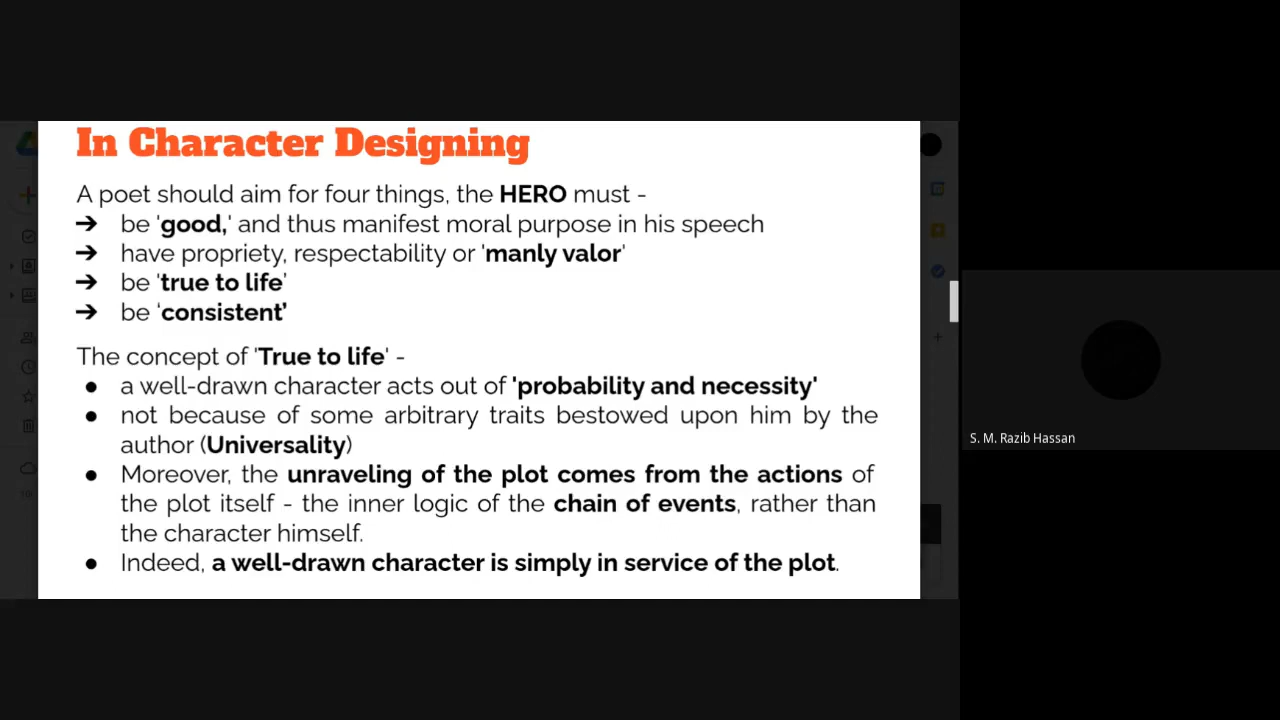 In Character Designing
A poet should aim for four things, the HERO must -
➔ be 'good,' and thus manifest moral purpose in his speech
➔ have propriety, respectability or 'manly valor'
➔ be 'true to life'
➔ be ‘consistent’
The concept of 'True to life' -
● a well-drawn character acts out of 'probability and necessity'
● not because of some arbitrary traits bestowed upon him by the
author (Universality)
● Moreover, the unraveling of the plot comes from the actions of
the plot itself - the inner logic of the chain of events, rather than
the character himself.
● Indeed, a well-drawn character is simply in service of the plot.
S. M. Razib Hassan